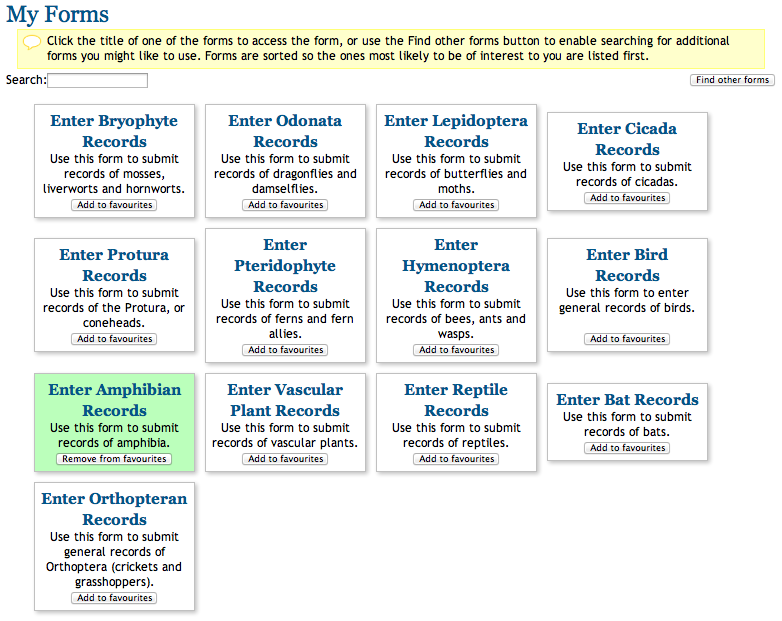 My Forms
Click the title of one of the forms to access the form, or use the Find other forms button to enable searching for additional
forms you might like to use. Forms are sorted so the ones most likely to be of interest to you are listed first.
Search:
Find other forms
Enter Bryophyte
Records
Use this form to submit
records of mosses,
liverworts and hornworts.
Add to favourites
Enter Odonata
Records
Use this form to submit
records of dragonflies and
damselflies.
Add to favourites
Enter Lepidoptera
Records
Use this form to submit
records of butterflies and
moths.
Add to favourites
Enter Cicada
Records
Use this form to submit
records of cicadas.
Add to favourites
Enter Protura
Records
Use this form to submit
records of the Protura, or
coneheads.
Add to favourites
Enter
Pteridophyte
Records
Use this form to submit
records of ferns and fern
allies.
Add to favourites
Enter
Hymenoptera
Records
Use this form to submit
records of bees, ants and
wasps.
Add to favourites
Enter Bird
Records
Use this form to enter
general records of birds.
Add to favourites
Enter Amphibian
Records
Use this form to submit
records of amphibia.
Remove from favourites
Enter Vascular
Plant Records
Use this form to submit
records of vascular plants.
Add to favourites
Enter Reptile
Records
Use this form to submit
records of reptiles.
Add to favourites
Enter Bat Records
Use this form to submit
records of bats.
Add to favourites
Enter Orthopteran
Records
Use this form to submit
general records of
Orthoptera (crickets and
grasshoppers).
Add to favourites